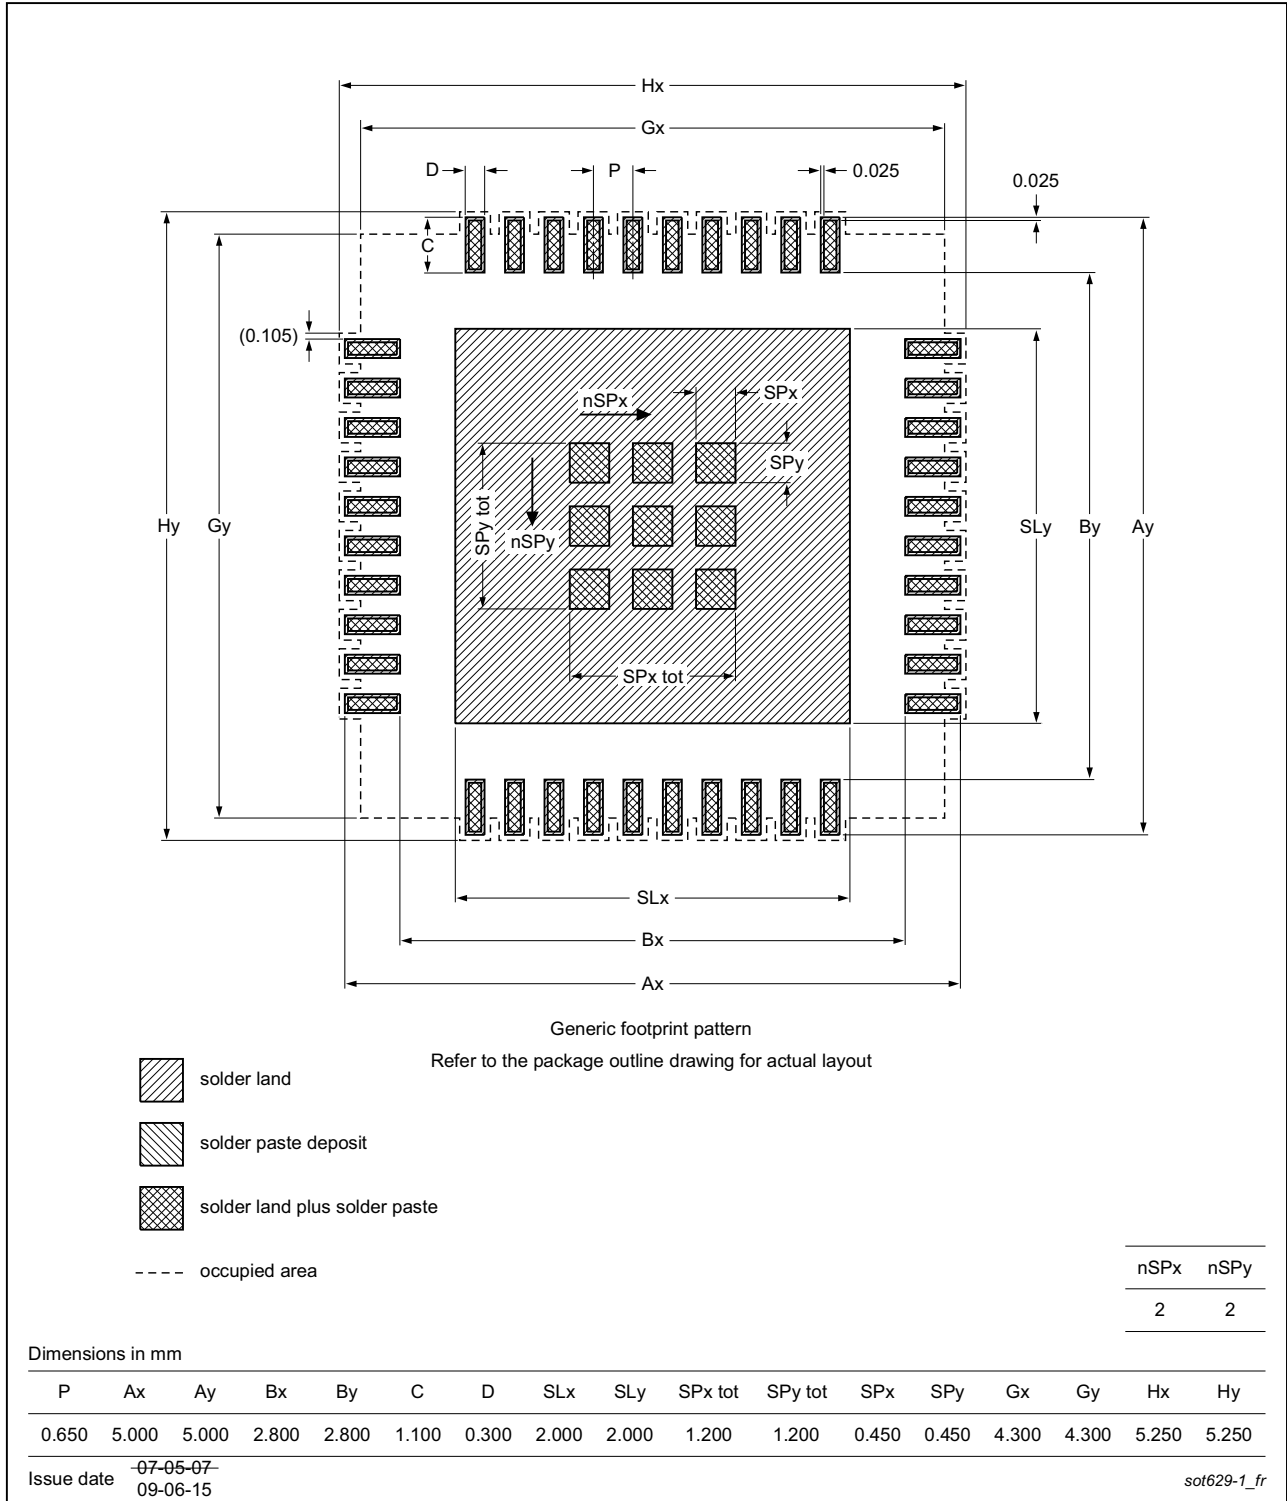 Hx
Gx
D
P
0.025
0.025
C
(0.105)
nSPx
SPx
SPy
SPy tot
nSPy
Hy
Gy
SLy
By
Ay
SPx tot
SLx
Bx
Ax
Generic footprint pattern
Refer to the package outline drawing for actual layout
solder land
solder paste deposit
solder land plus solder paste
occupied area
nSPx nSPy
2 2
Dimensions in mm
P Ax Ay Bx By C D SLx SLy SPx tot SPy tot SPx SPy Gx Gy Hx Hy
0.650 5.000 5.000 2.800 2.800 1.100 0.300 2.000 2.000 1.200 1.200 0.450 0.450 4.300 4.300 5.250 5.250
Issue date 07-05-07
09-06-15
sot629-1_fr